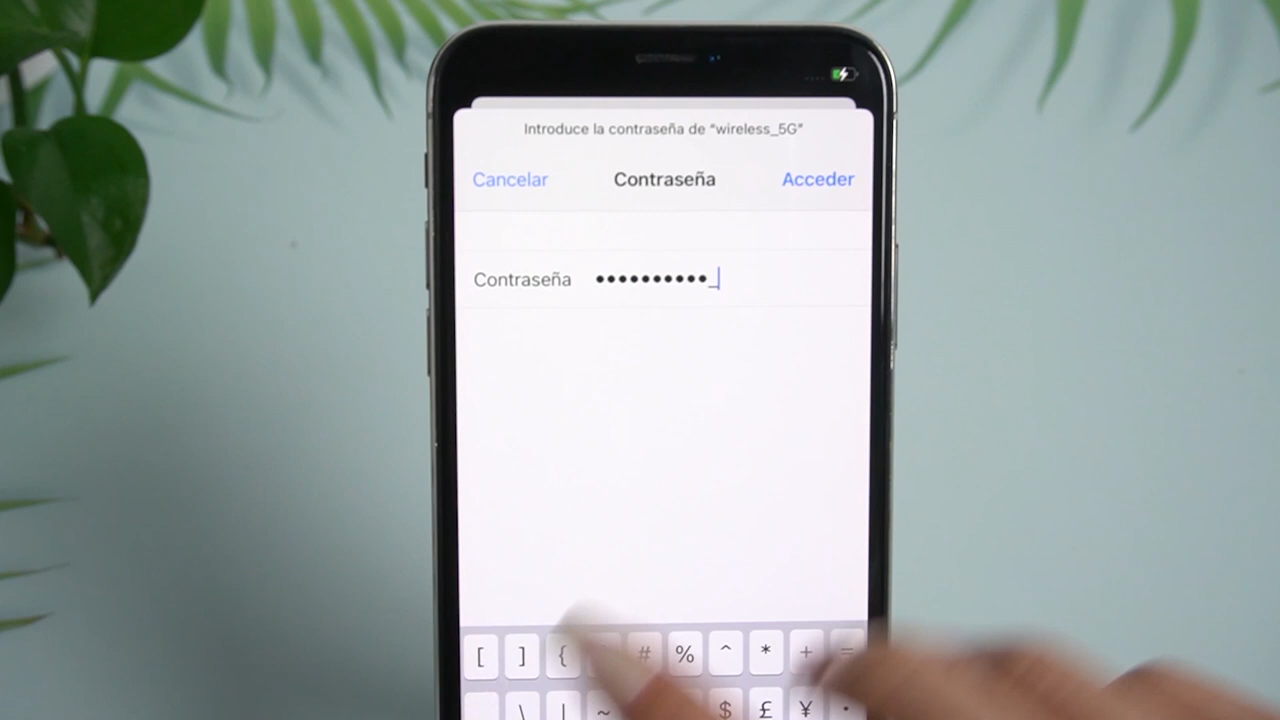 Introduce la contraseña de “wireless_5G”
Cancelar Contraseña Acceder
Contraseña ••••••••••_
[ ] { # % ^ * + =
\ | ~ $ £ ¥ •